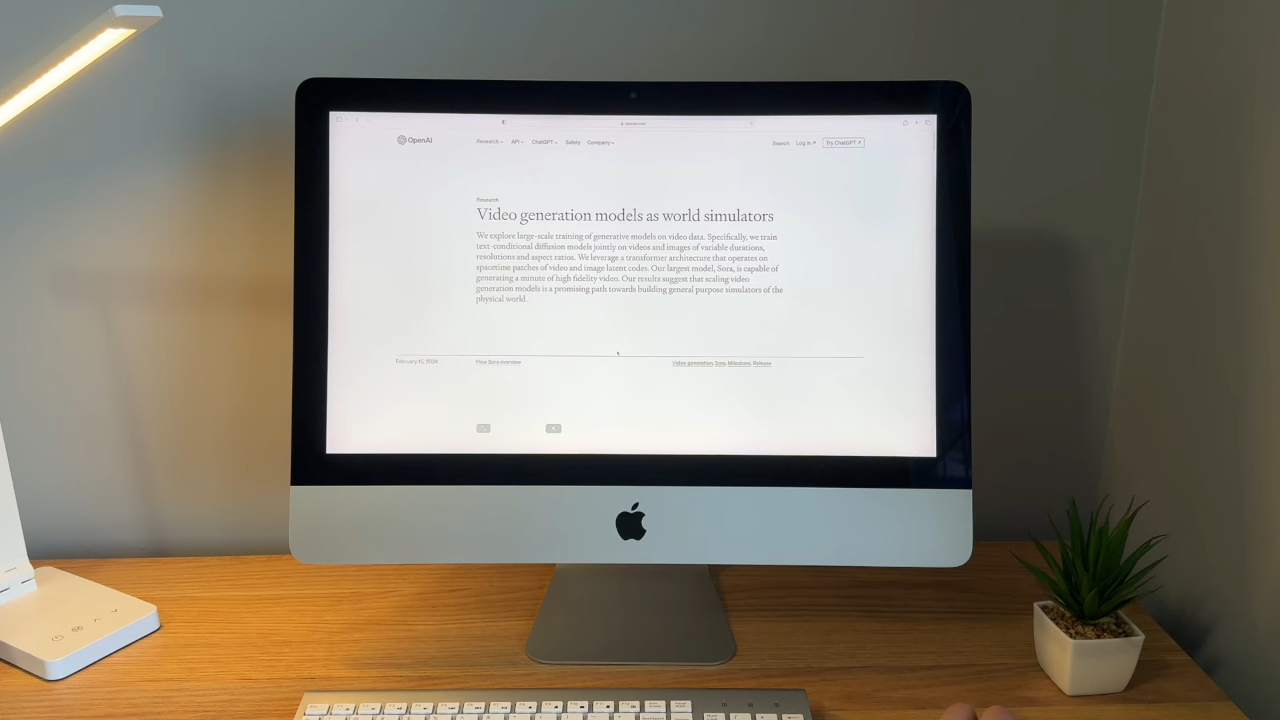 OpenAI
Research API ChatGPT Safety Company
Search Log in Try ChatGPT
Research
Video generation models as world simulators
We explore large-scale training of generative models on video data. Specifically, we train
text-conditional diffusion models jointly on videos and images of variable durations,
resolutions and aspect ratios. We leverage a transformer architecture that operates on
spacetime patches of video and image latent codes. Our largest model, Sora, is capable of
generating a minute of high fidelity video. Our results suggest that scaling video
generation models is a promising path towards building general purpose simulators of the
physical world.
February 15, 2024 View Sora overview Video generation, Sora, Milestone, Release